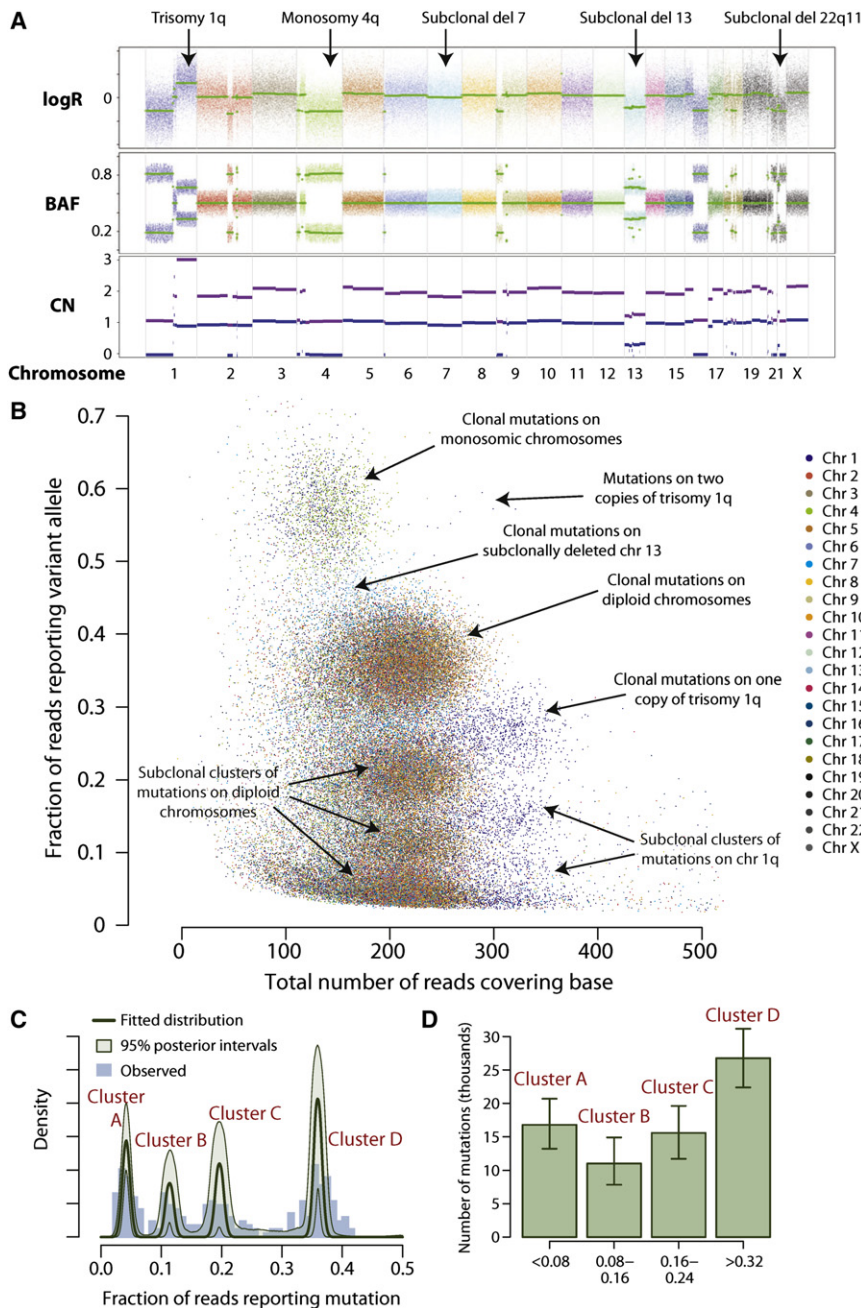 A
Trisomy 1q
Monosomy 4q
Subclonal del 7
Subclonal del 13
Subclonal del 22q11
logR
0
BAF
0.8
0.2
CN
3
2
1
0
Chromosome
1 2 3 4 5 6 7 8 9 10 11 12 13 15 17 19 21 X
B
Fraction of reads reporting variant allele
0.7
0.6
0.5
0.4
0.3
0.2
0.1
0
Clonal mutations on
monosomic chromosomes
Mutations on two
copies of trisomy 1q
Clonal mutations on
subclonally deleted chr 13
Clonal mutations on
diploid chromosomes
Clonal mutations on one
copy of trisomy 1q
Subclonal clusters of
mutations on diploid
chromosomes
Subclonal clusters of
mutations on chr 1q
0 100 200 300 400 500
Total number of reads covering base
Chr 1
Chr 2
Chr 3
Chr 4
Chr 5
Chr 6
Chr 7
Chr 8
Chr 9
Chr 10
Chr 11
Chr 12
Chr 13
Chr 14
Chr 15
Chr 16
Chr 17
Chr 18
Chr 19
Chr 20
Chr 21
Chr 22
Chr X
C
Fitted distribution
95% posterior intervals
Observed
Density
Cluster
A
Cluster B
Cluster C
Cluster D
0.0 0.1 0.2 0.3 0.4 0.5
Fraction of reads reporting mutation
D
Number of mutations (thousands)
30
25
20
15
10
5
0
Cluster A
Cluster B
Cluster C
Cluster D
<0.08
0.08–
0.16
0.16–
0.24
>0.32